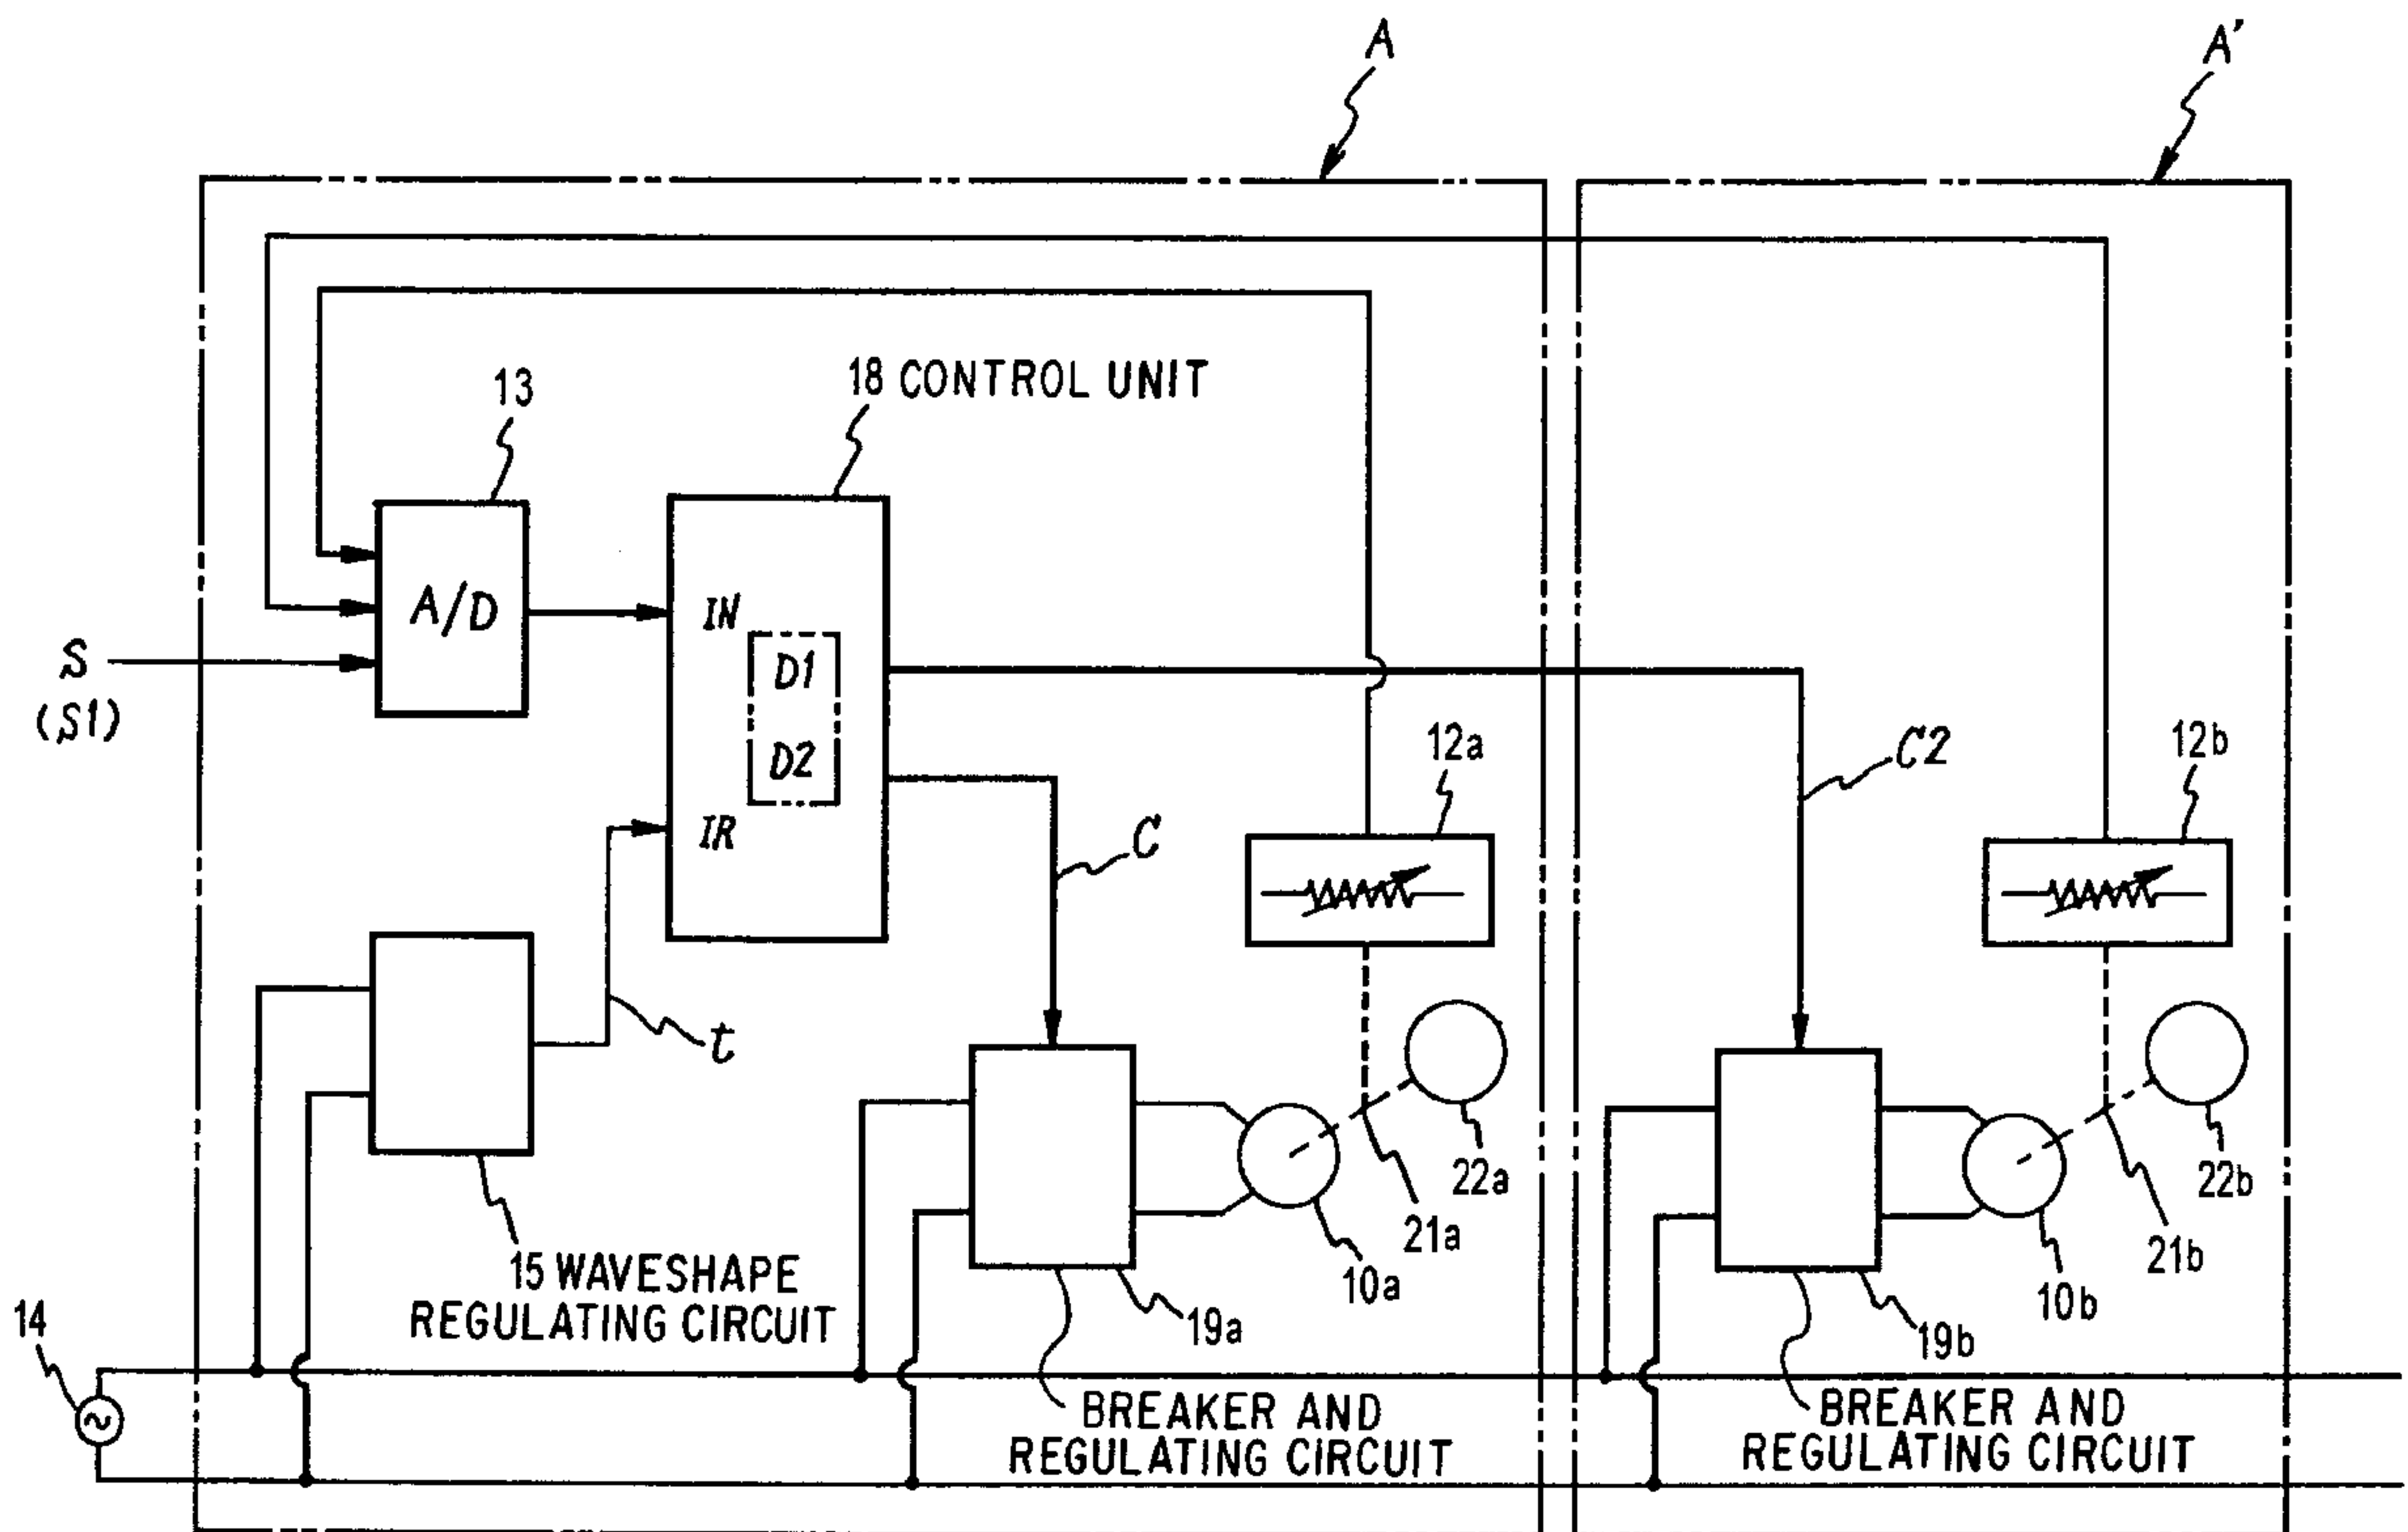 A
A'
13
18 CONTROL UNIT
A/D
IN
D1
D2
IR
S
(S1)
12a
12b
C2
C
t
22a
22b
21a
21b
10a
10b
15 WAVESHAPE
REGULATING CIRCUIT
19a
19b
14
BREAKER AND
REGULATING CIRCUIT
BREAKER AND
REGULATING CIRCUIT